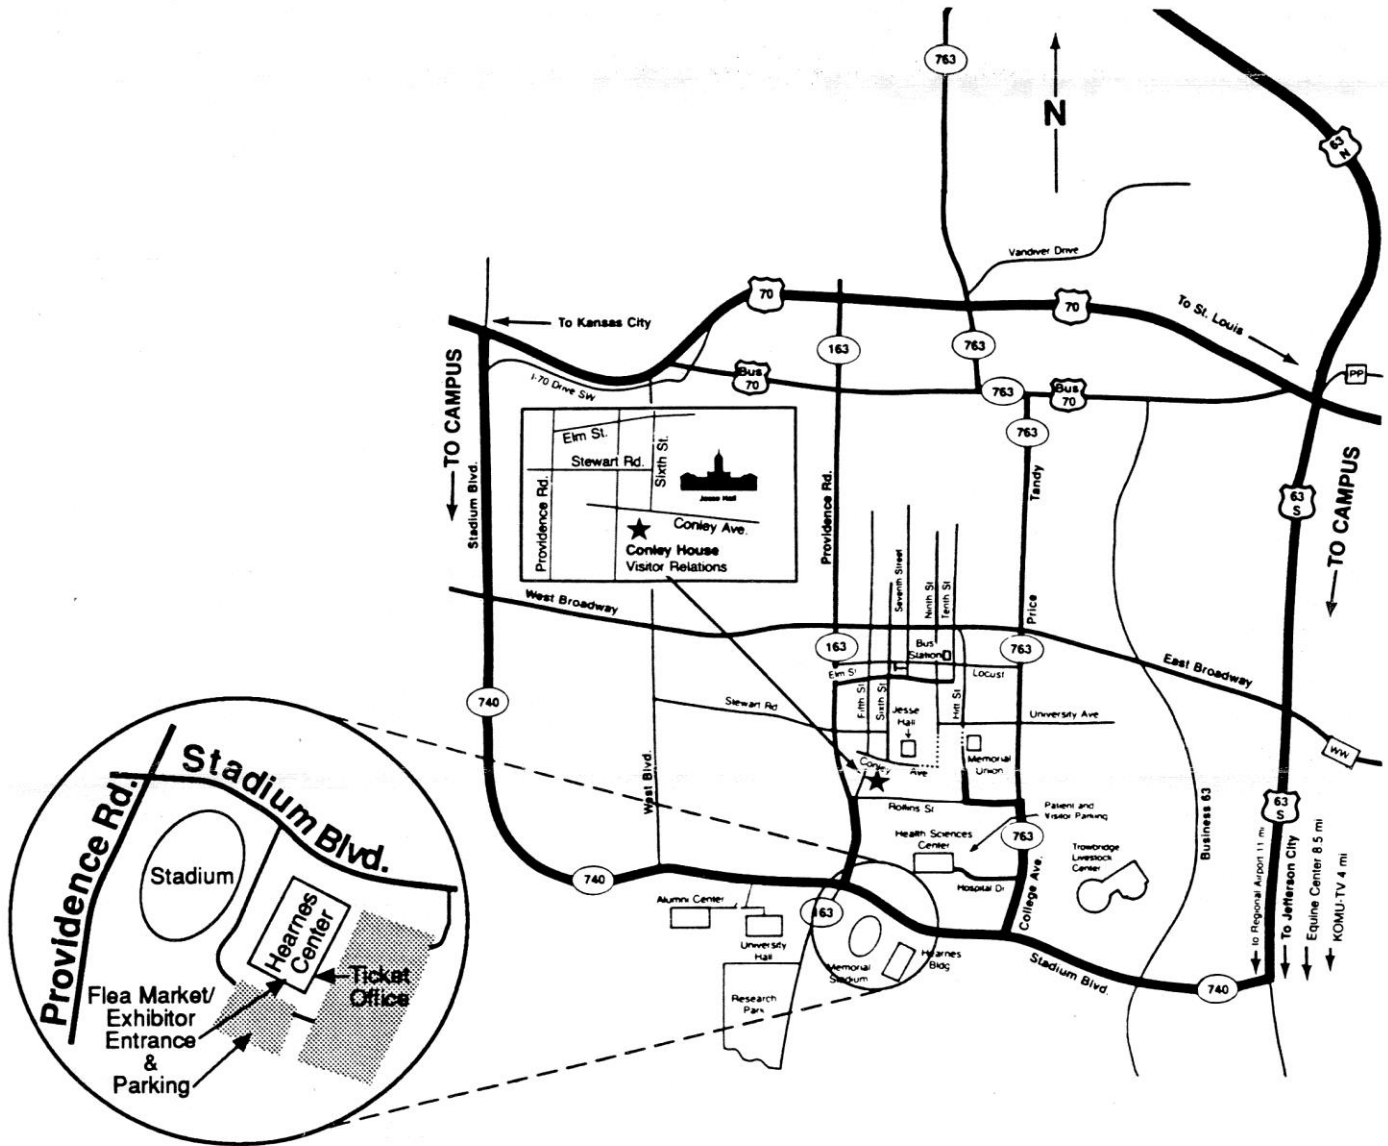 763
N
63
N
Vandiver Drive
70
70
To St. Louis
To Kansas City
163
763
PP
I-70 Drive SW
Bus
70
763
Bus
70
763
TO CAMPUS
Stadium Blvd.
Elm St.
Stewart Rd.
Sixth St.
Providence Rd.
Jesse Hall
Conley Ave.
Conley House
Visitor Relations
Providence Rd.
Tandy
63
S
TO CAMPUS
Seventh Street
Ninth St
Tenth St
Price
West Broadway
163
Bus
Station
763
East Broadway
Elm St
Locust
Fifth St
Sixth St
Hitt St
740
Stewart Rd
Jesse
Hall
University Ave
WW
Memorial
Union
Conley
Ave
West Blvd.
Rollins St
Patient and
Visitor Parking
63
S
Business 63
Health Sciences
Center
763
Trowbridge
Livestock
Center
Hospital Dr
College Ave.
to Regional Airport 11 mi
To Jefferson City
Equine Center 8.5 mi
KOMU-TV 4 mi
740
Alumni Center
163
University
Hall
Memorial
Stadium
Hearnes
Bldg
Stadium Blvd.
740
Research
Park
Providence Rd.
Stadium Blvd.
Stadium
Hearnes
Center
Ticket
Office
Flea Market/
Exhibitor
Entrance
&
Parking